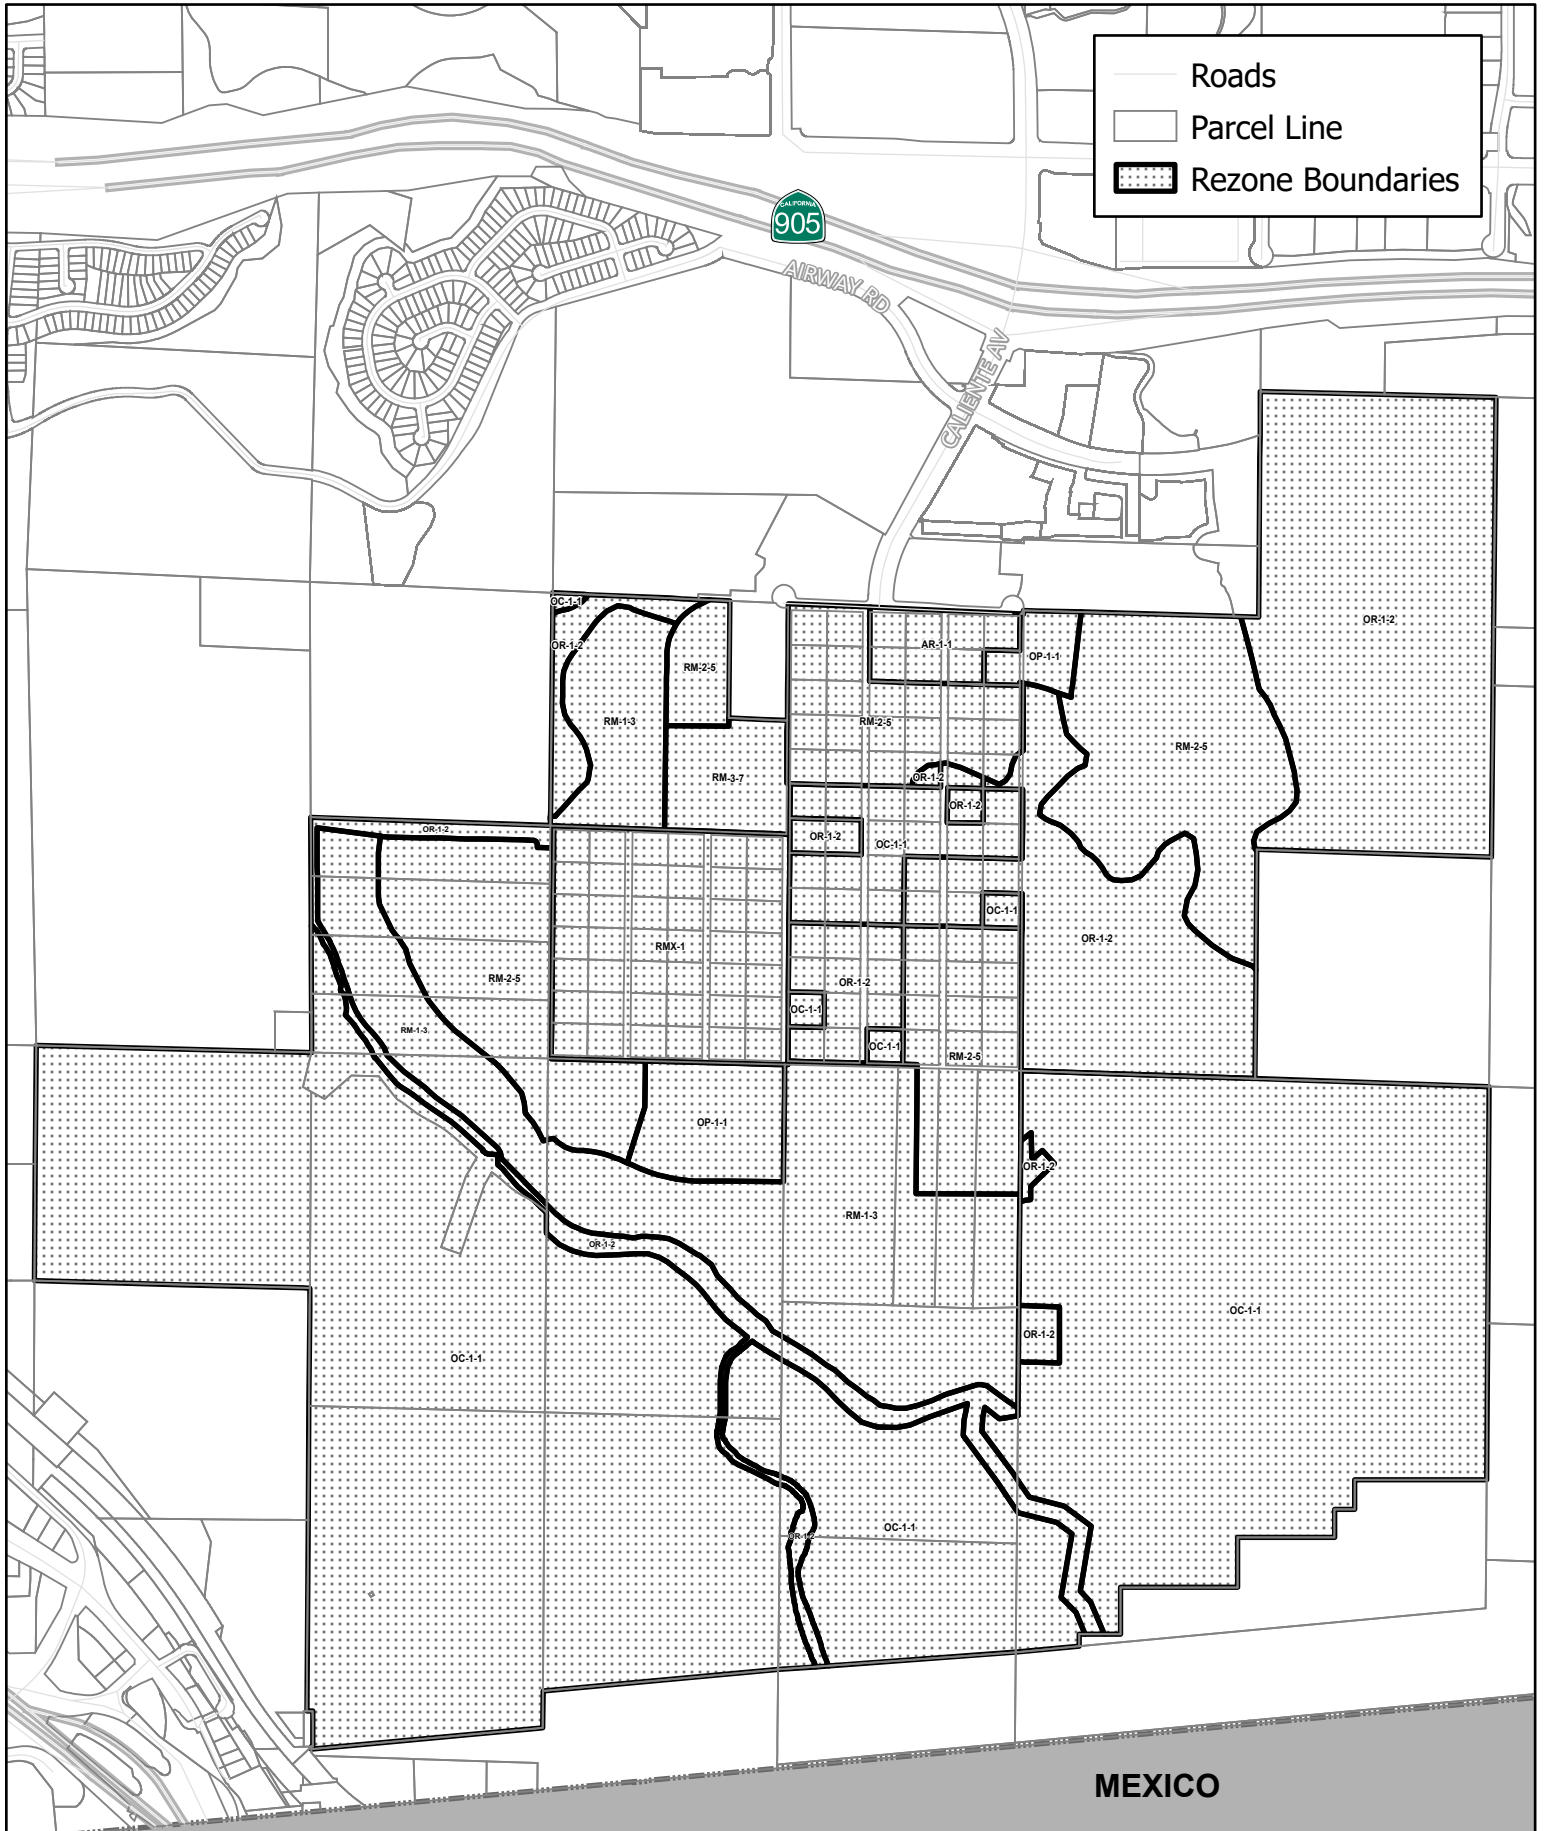 Roads
Parcel Line
Rezone Boundaries
CALIFORNIA
905
AIRWAY RD
CALIENTE AV
OC-1-1
OR-1-2
OR-1-2
AR-1-1
OP-1-1
RM-2-5
RM-1-3
RM-2-5
RM-2-5
RM-3-7
OR-1-2
OR-1-2
OR-1-2
OR-1-2
OC-1-1
OC-1-1
OR-1-2
RMX-1
RM-2-5
OR-1-2
OC-1-1
RM-1-3
OC-1-1
RM-2-5
OP-1-1
OR-1-2
RM-1-3
OR-1-2
OC-1-1
OR-1-2
OC-1-1
OC-1-1
OR-1-2
MEXICO